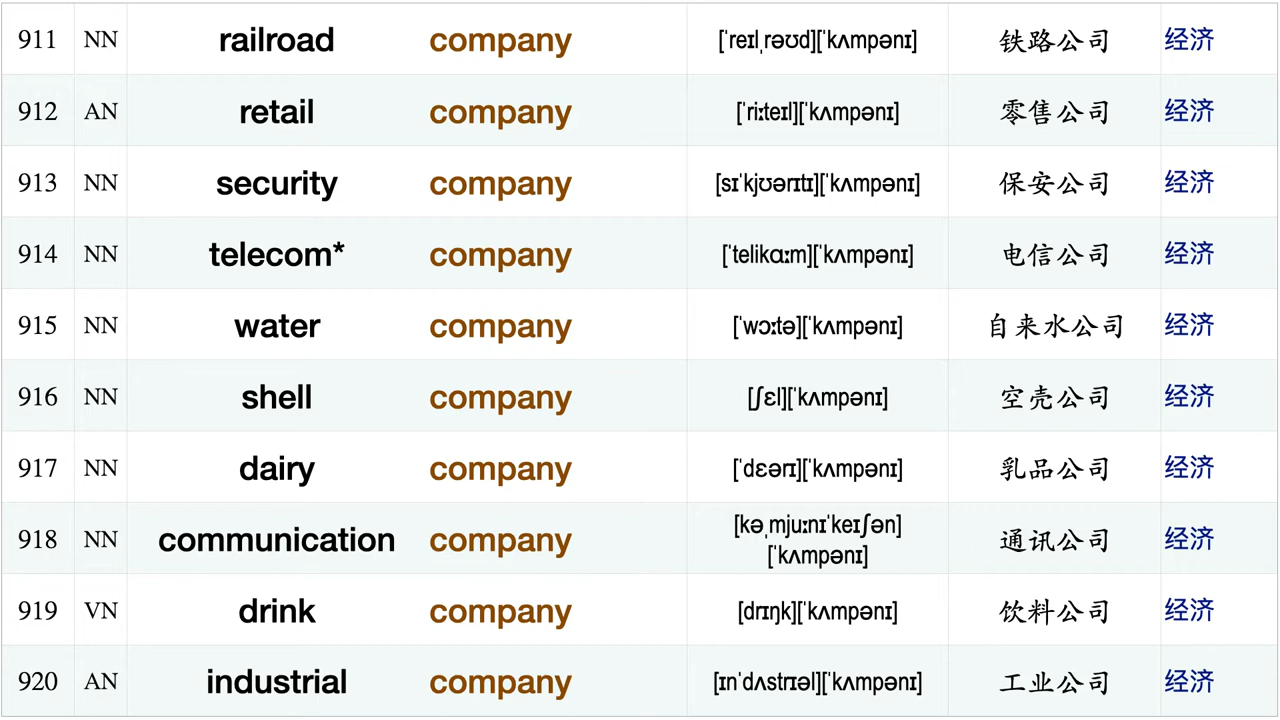 911 NN railroad company [ˈreɪlˌrəʊd][ˈkʌmpənɪ] 铁路公司 经济
912 AN retail company [ˈriːteɪl][ˈkʌmpənɪ] 零售公司 经济
913 NN security company [sɪˈkjʊərɪtɪ][ˈkʌmpənɪ] 保安公司 经济
914 NN telecom* company [ˈtelikɑːm][ˈkʌmpənɪ] 电信公司 经济
915 NN water company [ˈwɔːtə][ˈkʌmpənɪ] 自来水公司 经济
916 NN shell company [ʃɛl][ˈkʌmpənɪ] 空壳公司 经济
917 NN dairy company [ˈdɛərɪ][ˈkʌmpənɪ] 乳品公司 经济
918 NN communication company [kəˌmjuːnɪˈkeɪʃən] [ˈkʌmpənɪ] 通讯公司 经济
919 VN drink company [drɪŋk][ˈkʌmpənɪ] 饮料公司 经济
920 AN industrial company [ɪnˈdʌstrɪəl][ˈkʌmpənɪ] 工业公司 经济